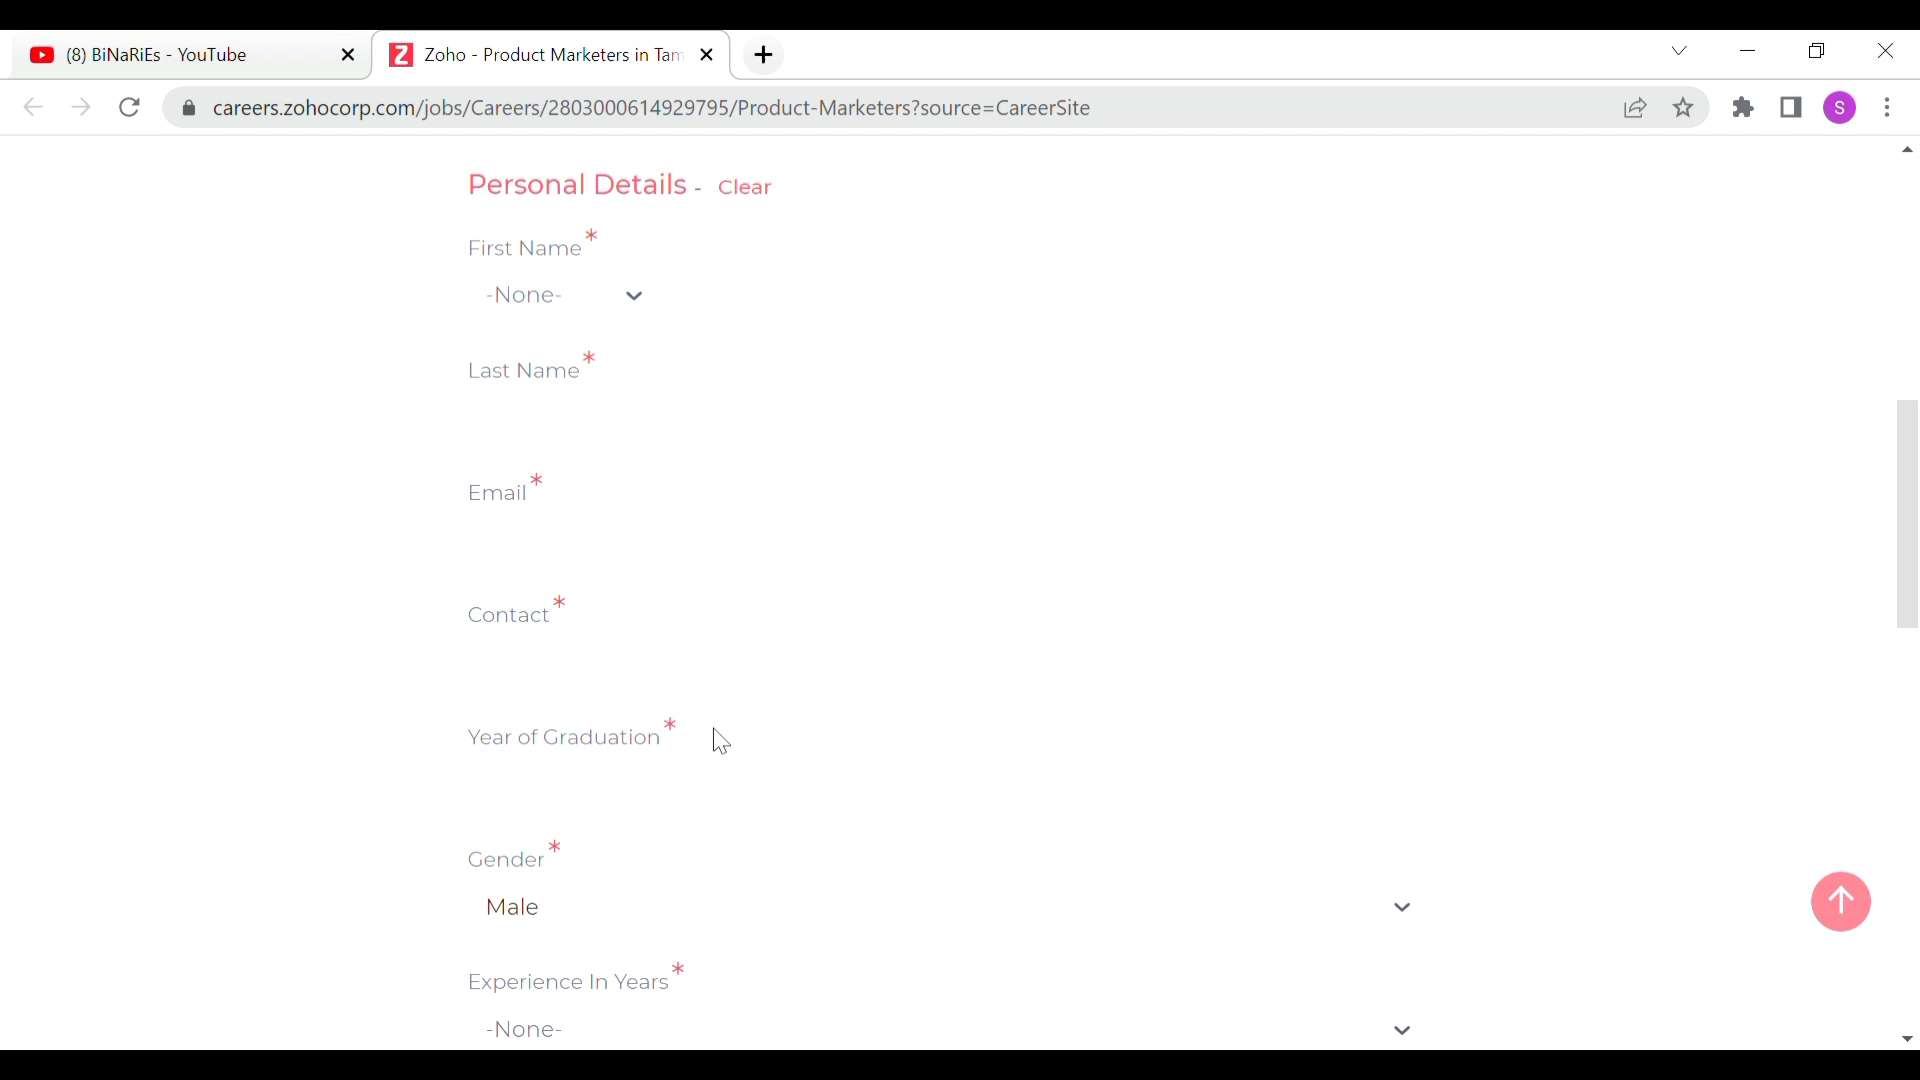 (8) BiNaRiEs - YouTube
Zoho - Product Marketers in Tam
careers.zohocorp.com/jobs/Careers/2803000614929795/Product-Marketers?source=CareerSite
S
Personal Details - Clear
First Name*
-None-
Last Name*
Email*
Contact*
Year of Graduation*
Gender*
Male
Experience In Years*
-None-